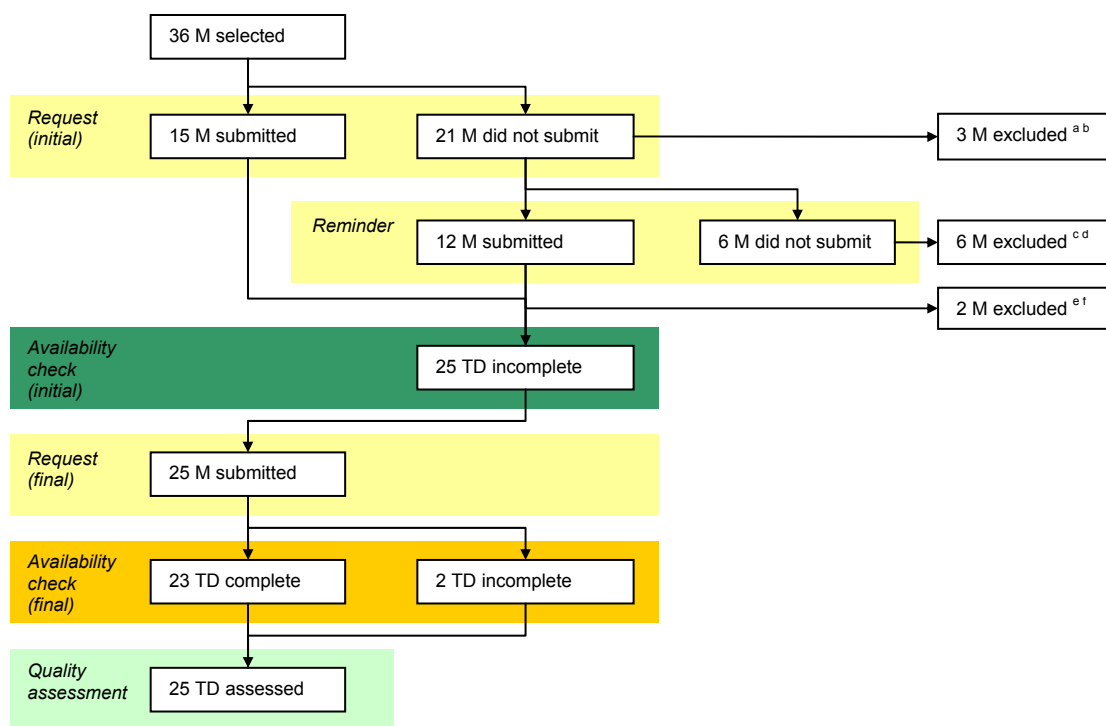 36 M selected
Request
(initial)
15 M submitted
21 M did not submit
3 M excluded a b
Reminder
12 M submitted
6 M did not submit
6 M excluded c d
2 M excluded e f
Availability
check
(initial)
25 TD incomplete
Request
(final)
25 M submitted
Availability
check
(final)
23 TD complete
2 TD incomplete
Quality
assessment
25 TD assessed